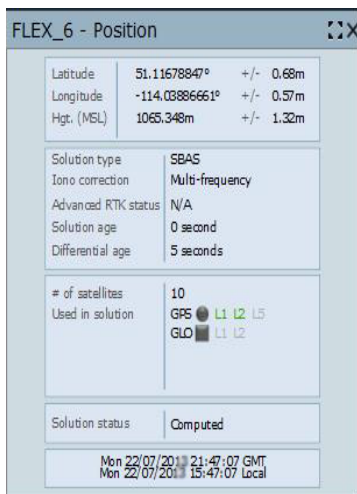 FLEX_6 - Position
Latitude 51.11678847° +/- 0.68m
Longitude -114.03886661° +/- 0.57m
Hgt. (MSL) 1065.348m +/- 1.32m
Solution type SBAS
Iono correction Multi-frequency
Advanced RTK status N/A
Solution age 0 second
Differential age 5 seconds
# of satellites 10
Used in solution GPS L1 L2 L5
GLO L1 L2
Solution status Computed
Mon 22/07/2013 21:47:07 GMT
Mon 22/07/2013 15:47:07 Local